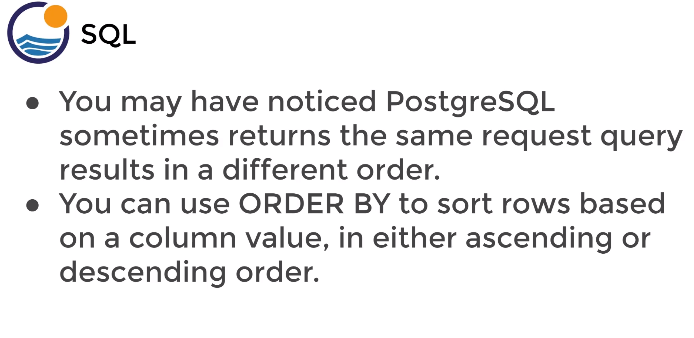 SQL
● You may have noticed PostgreSQL
sometimes returns the same request query
results in a different order.
● You can use ORDER BY to sort rows based
on a column value, in either ascending or
descending order.